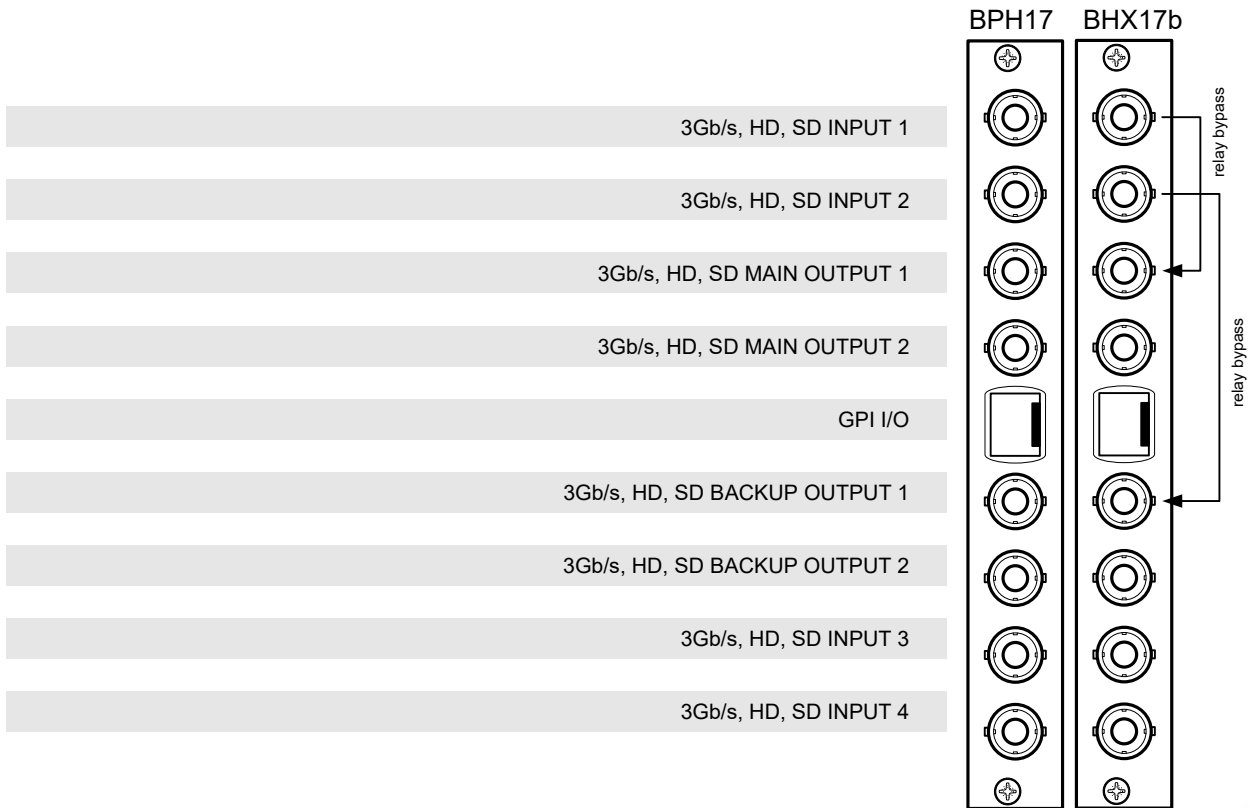 BPH17 BHX17b
3Gb/s, HD, SD INPUT 1
relay bypass
3Gb/s, HD, SD INPUT 2
3Gb/s, HD, SD MAIN OUTPUT 1
3Gb/s, HD, SD MAIN OUTPUT 2
relay bypass
GPI I/O
3Gb/s, HD, SD BACKUP OUTPUT 1
3Gb/s, HD, SD BACKUP OUTPUT 2
3Gb/s, HD, SD INPUT 3
3Gb/s, HD, SD INPUT 4